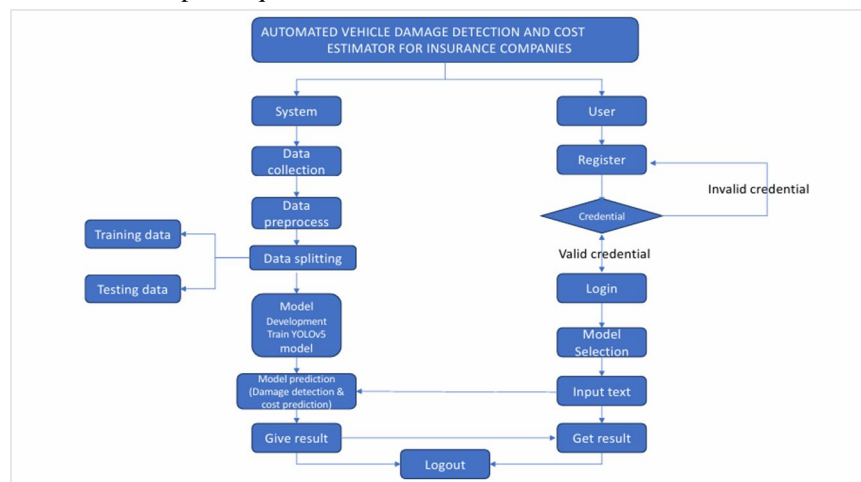 AUTOMATED VEHICLE DAMAGE DETECTION AND COST
ESTIMATOR FOR INSURANCE COMPANIES
System
User
Data
collection
Register
Invalid credential
Data
preprocess
Credential
Training data
Data splitting
Valid credential
Testing data
Login
Model
Development
Train YOLOv5
model
Model
Selection
Model prediction
(Damage detection &
cost prediction)
Input text
Give result
Get result
Logout